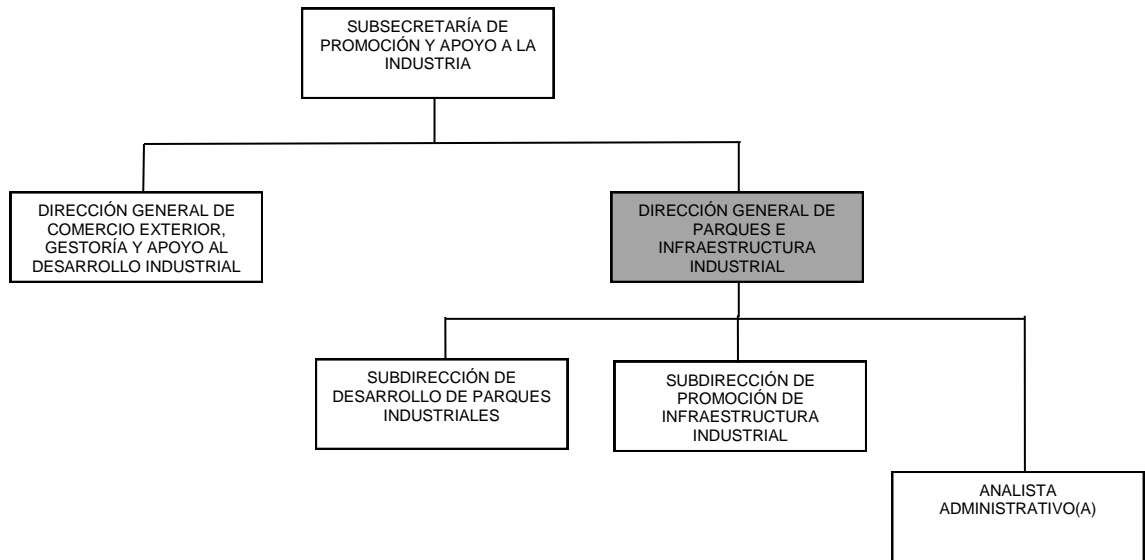 SUBSECRETARÍA DE
PROMOCIÓN Y APOYO A LA
INDUSTRIA
DIRECCIÓN GENERAL DE
COMERCIO EXTERIOR,
GESTORÍA Y APOYO AL
DESARROLLO INDUSTRIAL
DIRECCIÓN GENERAL DE
PARQUES E
INFRAESTRUCTURA
INDUSTRIAL
SUBDIRECCIÓN DE
DESARROLLO DE PARQUES
INDUSTRIALES
SUBDIRECCIÓN DE
PROMOCIÓN DE
INFRAESTRUCTURA
INDUSTRIAL
ANALISTA
ADMINISTRATIVO(A)